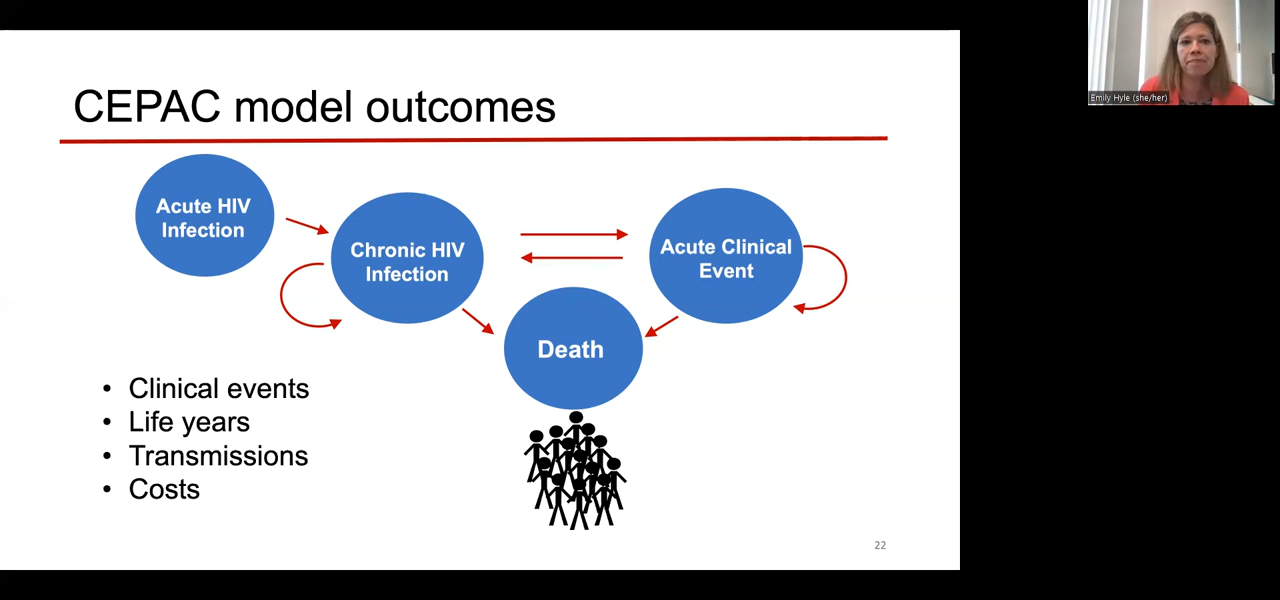 CEPAC model outcomes
Acute HIV
Infection
Chronic HIV
Infection
Acute Clinical
Event
Death
• Clinical events
• Life years
• Transmissions
• Costs
22
Emily Hyle (she/her)